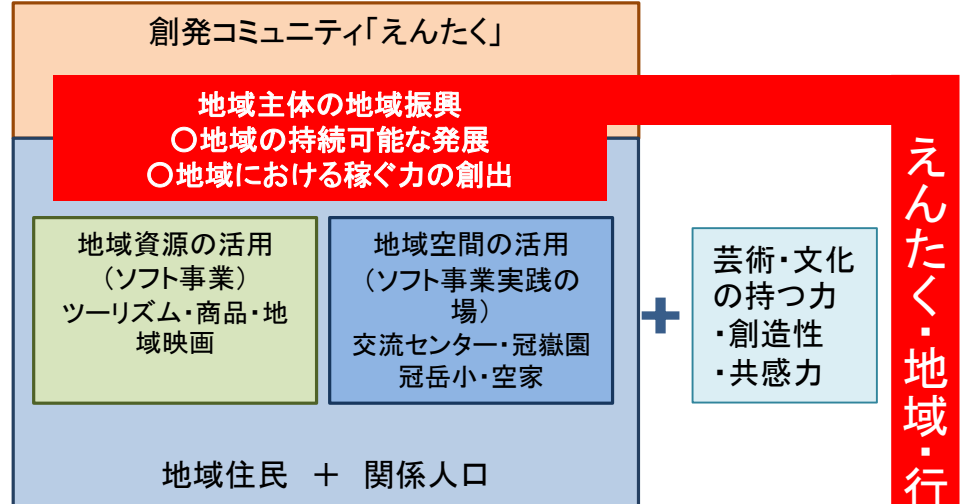 創発コミュニティ「えんたく」
地域主体の地域振興
〇地域の持続可能な発展
〇地域における稼ぐ力の創出
地域資源の活用
（ソフト事業）
ツーリズム・商品・地
域映画
地域空間の活用
（ソフト事業実践の
場）
交流センター・冠嶽園
冠岳小・空家
＋
芸術・文化
の持つ力
・創造性
・共感力
えんたく・地域・行
地域住民　＋　関係人口